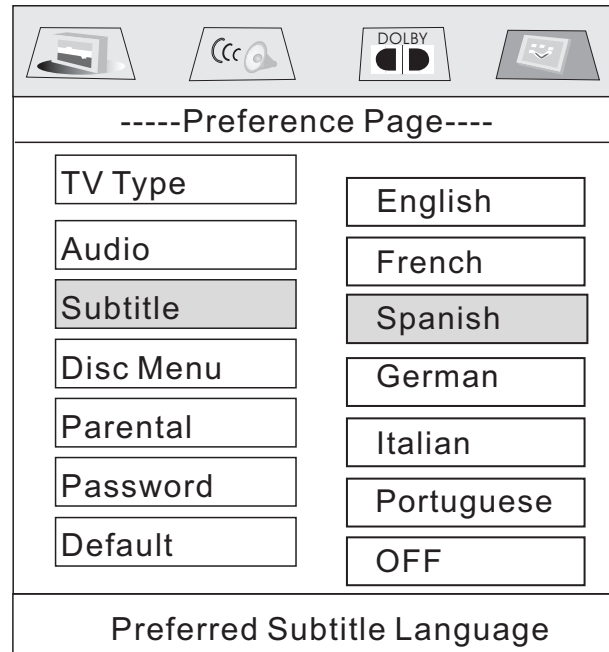 DOLBY
-----Preference Page----
TV Type
Audio
Subtitle
Disc Menu
Parental
Password
Default
English
French
Spanish
German
Italian
Portuguese
OFF
Preferred Subtitle Language